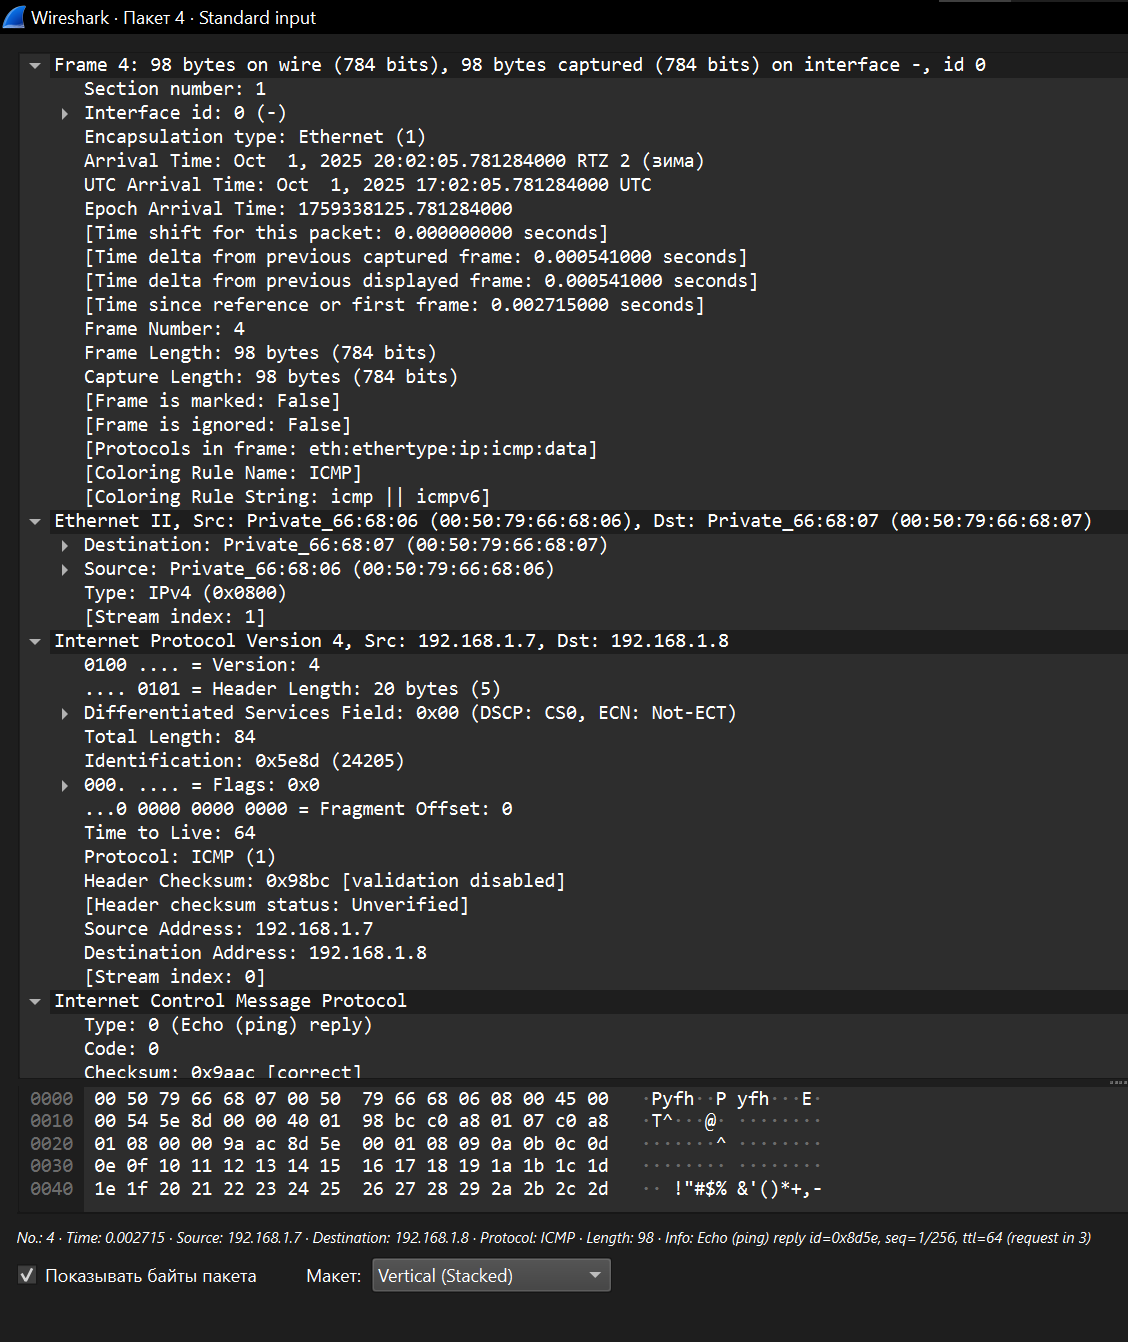 Wireshark · Пакет 4 · Standard input
Frame 4: 98 bytes on wire (784 bits), 98 bytes captured (784 bits) on interface -, id 0
Section number: 1
Interface id: 0 (-)
Encapsulation type: Ethernet (1)
Arrival Time: Oct  1, 2025 20:02:05.781284000 RTZ 2 (зима)
UTC Arrival Time: Oct  1, 2025 17:02:05.781284000 UTC
Epoch Arrival Time: 1759338125.781284000
[Time shift for this packet: 0.000000000 seconds]
[Time delta from previous captured frame: 0.000541000 seconds]
[Time delta from previous displayed frame: 0.000541000 seconds]
[Time since reference or first frame: 0.002715000 seconds]
Frame Number: 4
Frame Length: 98 bytes (784 bits)
Capture Length: 98 bytes (784 bits)
[Frame is marked: False]
[Frame is ignored: False]
[Protocols in frame: eth:ethertype:ip:icmp:data]
[Coloring Rule Name: ICMP]
[Coloring Rule String: icmp || icmpv6]
Ethernet II, Src: Private_66:68:06 (00:50:79:66:68:06), Dst: Private_66:68:07 (00:50:79:66:68:07)
Destination: Private_66:68:07 (00:50:79:66:68:07)
Source: Private_66:68:06 (00:50:79:66:68:06)
Type: IPv4 (0x0800)
[Stream index: 1]
Internet Protocol Version 4, Src: 192.168.1.7, Dst: 192.168.1.8
0100 .... = Version: 4
.... 0101 = Header Length: 20 bytes (5)
Differentiated Services Field: 0x00 (DSCP: CS0, ECN: Not-ECT)
Total Length: 84
Identification: 0x5e8d (24205)
000. .... = Flags: 0x0
...0 0000 0000 0000 = Fragment Offset: 0
Time to Live: 64
Protocol: ICMP (1)
Header Checksum: 0x98bc [validation disabled]
[Header checksum status: Unverified]
Source Address: 192.168.1.7
Destination Address: 192.168.1.8
[Stream index: 0]
Internet Control Message Protocol
Type: 0 (Echo (ping) reply)
Code: 0
Checksum: 0x9aac [correct]
0000 00 50 79 66 68 07 00 50 79 66 68 06 08 00 45 00 ·Pyfh··P yfh···E·
0010 00 54 5e 8d 00 00 40 01 98 bc c0 a8 01 07 c0 a8 ·T^···@· ········
0020 01 08 00 00 9a ac 8d 5e 00 01 08 09 0a 0b 0c 0d ·······^ ········
0030 0e 0f 10 11 12 13 14 15 16 17 18 19 1a 1b 1c 1d ········ ········
0040 1e 1f 20 21 22 23 24 25 26 27 28 29 2a 2b 2c 2d ·· !"#$% &'()*+,-
No.: 4 · Time: 0.002715 · Source: 192.168.1.7 · Destination: 192.168.1.8 · Protocol: ICMP · Length: 98 · Info: Echo (ping) reply id=0x8d5e, seq=1/256, ttl=64 (request in 3)
Показывать байты пакета Макет: Vertical (Stacked)